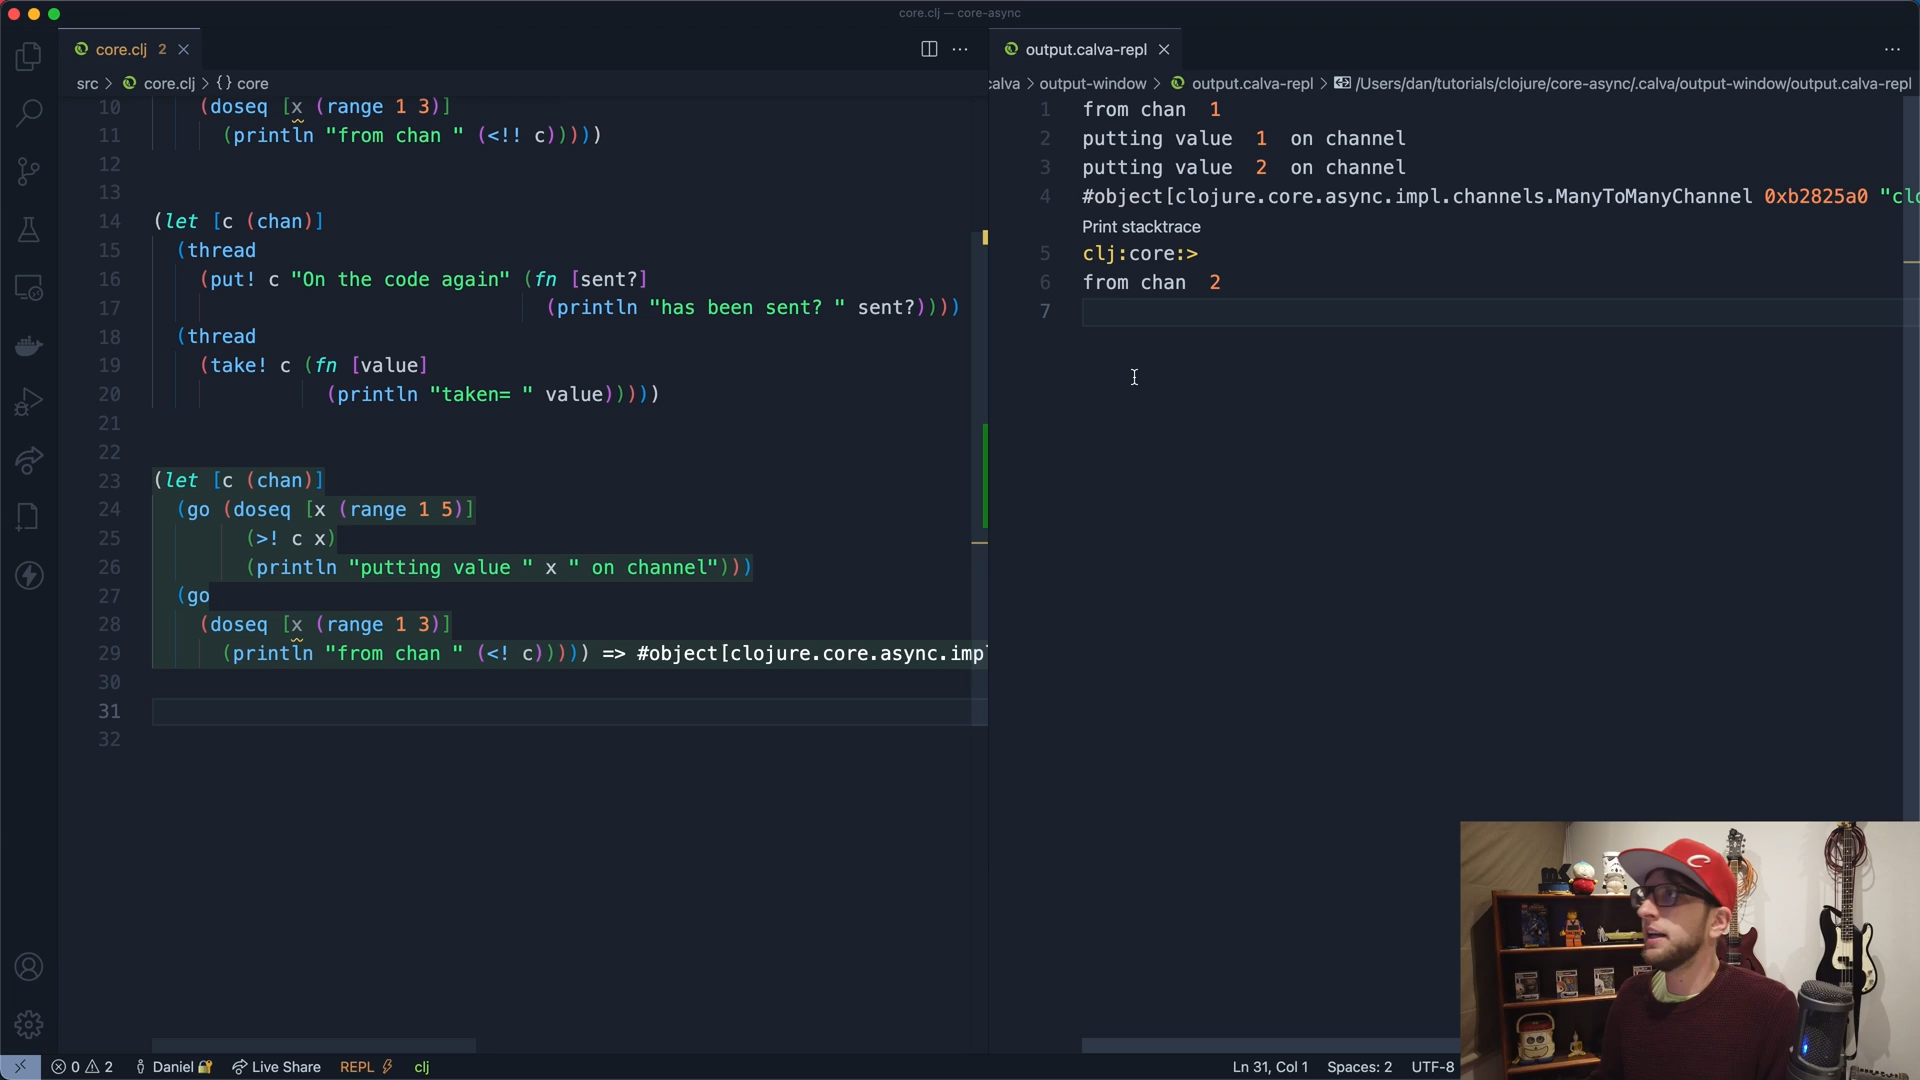 core.clj — core-async
core.clj 2
output.calva-repl
src > core.clj > {} core
calva > output-window > output.calva-repl > /Users/dan/tutorials/clojure/core-async/.calva/output-window/output.calva-repl
10 (doseq [x (range 1 3)]
11 (println "from chan " (<!! c)))))
12
13
14 (let [c (chan)]
15 (thread
16 (put! c "On the code again" (fn [sent?]
17 (println "has been sent? " sent?))))
18 (thread
19 (take! c (fn [value]
20 (println "taken= " value)))))
21
22
23 (let [c (chan)]
24 (go (doseq [x (range 1 5)]
25 (>! c x)
26 (println "putting value " x " on channel")))
27 (go
28 (doseq [x (range 1 3)]
29 (println "from chan " (<! c))))) => #object[clojure.core.async.imp
30
31
32
1 from chan 1
2 putting value 1 on channel
3 putting value 2 on channel
4 #object[clojure.core.async.impl.channels.ManyToManyChannel 0xb2825a0 "clo
Print stacktrace
5 clj:core:>
6 from chan 2
7
0 2 Daniel Live Share REPL clj
Ln 31, Col 1 Spaces: 2 UTF-8